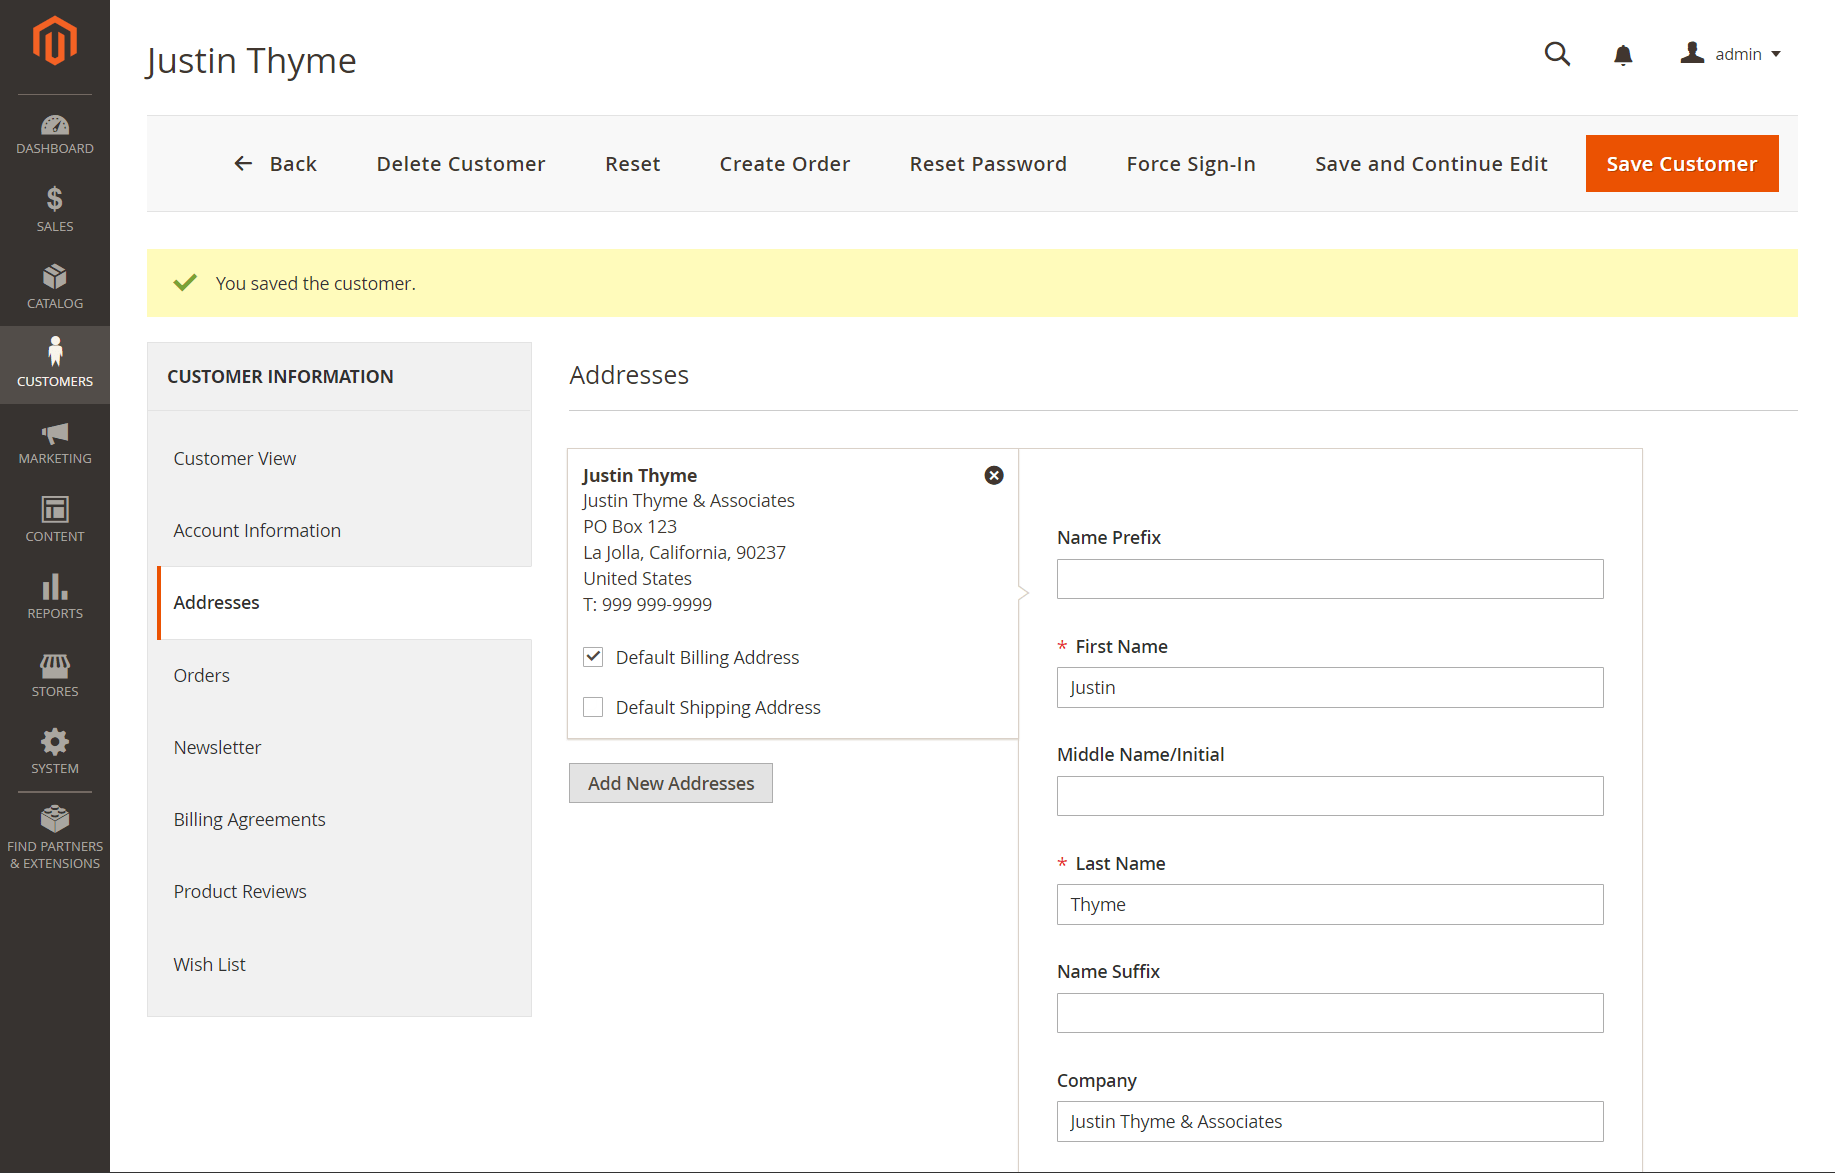 Justin Thyme
admin
DASHBOARD
SALES
CATALOG
CUSTOMERS
MARKETING
CONTENT
REPORTS
STORES
SYSTEM
FIND PARTNERS
& EXTENSIONS
Back Delete Customer Reset Create Order Reset Password Force Sign-In Save and Continue Edit Save Customer
You saved the customer.
CUSTOMER INFORMATION
Customer View
Account Information
Addresses
Orders
Newsletter
Billing Agreements
Product Reviews
Wish List
Addresses
Justin Thyme
Justin Thyme & Associates
PO Box 123
La Jolla, California, 90237
United States
T: 999 999-9999
Default Billing Address
Default Shipping Address
Add New Addresses
Name Prefix
* First Name
Justin
Middle Name/Initial
* Last Name
Thyme
Name Suffix
Company
Justin Thyme & Associates